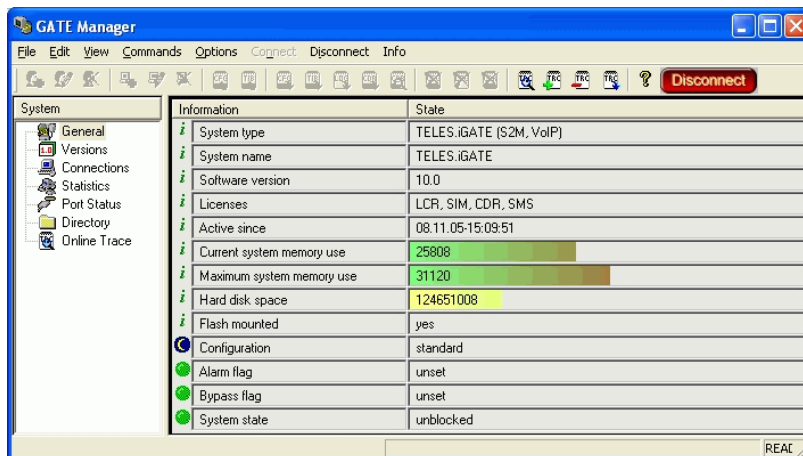 GATE Manager
File Edit View Commands Options Connect Disconnect Info
Disconnect
System
General
Versions
Connections
Statistics
Port Status
Directory
Online Trace
Information State
System type TELES.iGATE (S2M, VoIP)
System name TELES.iGATE
Software version 10.0
Licenses LCR, SIM, CDR, SMS
Active since 08.11.05-15:09:51
Current system memory use 25808
Maximum system memory use 31120
Hard disk space 124651008
Flash mounted yes
Configuration standard
Alarm flag unset
Bypass flag unset
System state unblocked